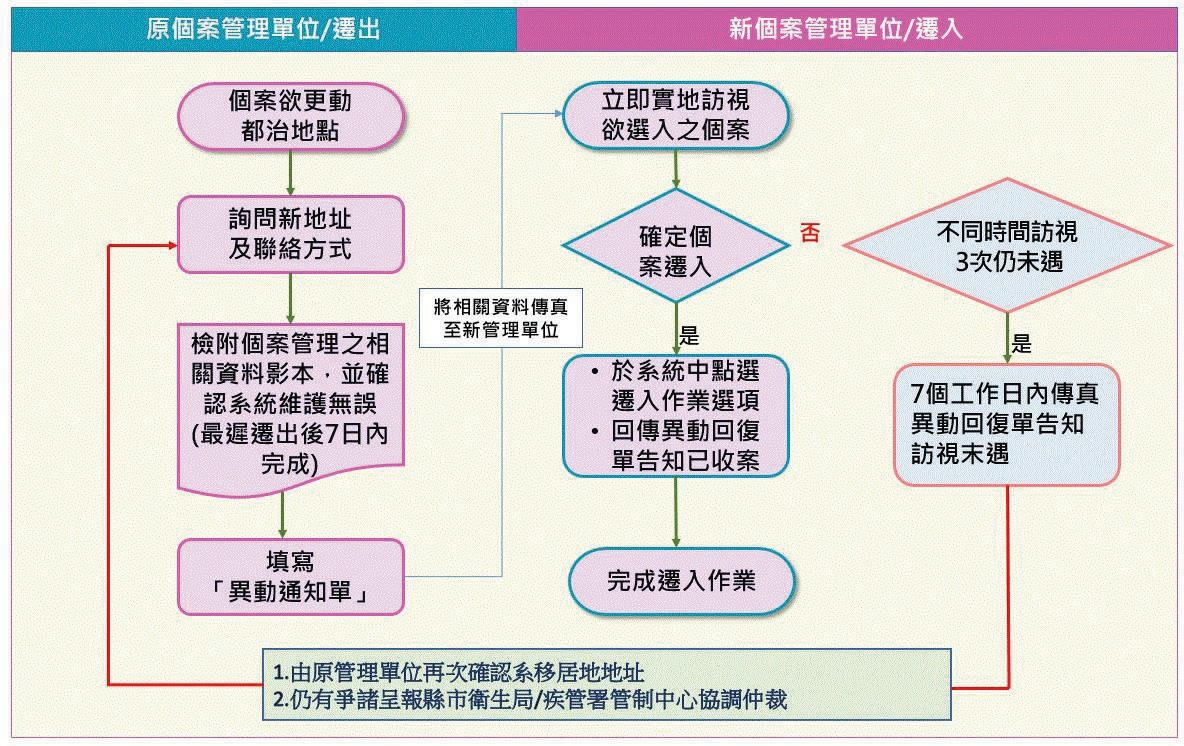 原個案管理單位/遷出
新個案管理單位/遷入
個案欲更動
都治地點
詢問新地址
及聯絡方式
檢附個案管理之相
關資料影本，並確
認系統維護無誤
(最遲遷出後7日內
完成)
填寫
「異動通知單」
將相關資料傳真
至新管理單位
立即實地訪視
欲選入之個案
確定個
案遷入
否
是
• 於系統中點選
遷入作業選項
• 回傳異動回復
單告知已收案
完成遷入作業
不同時間訪視
3次仍未遇
是
7個工作日內傳真
異動回復單告知
訪視末遇
1.由原管理單位再次確認系移居地地址
2.仍有爭諸呈報縣市衛生局/疾管署管制中心協調仲裁